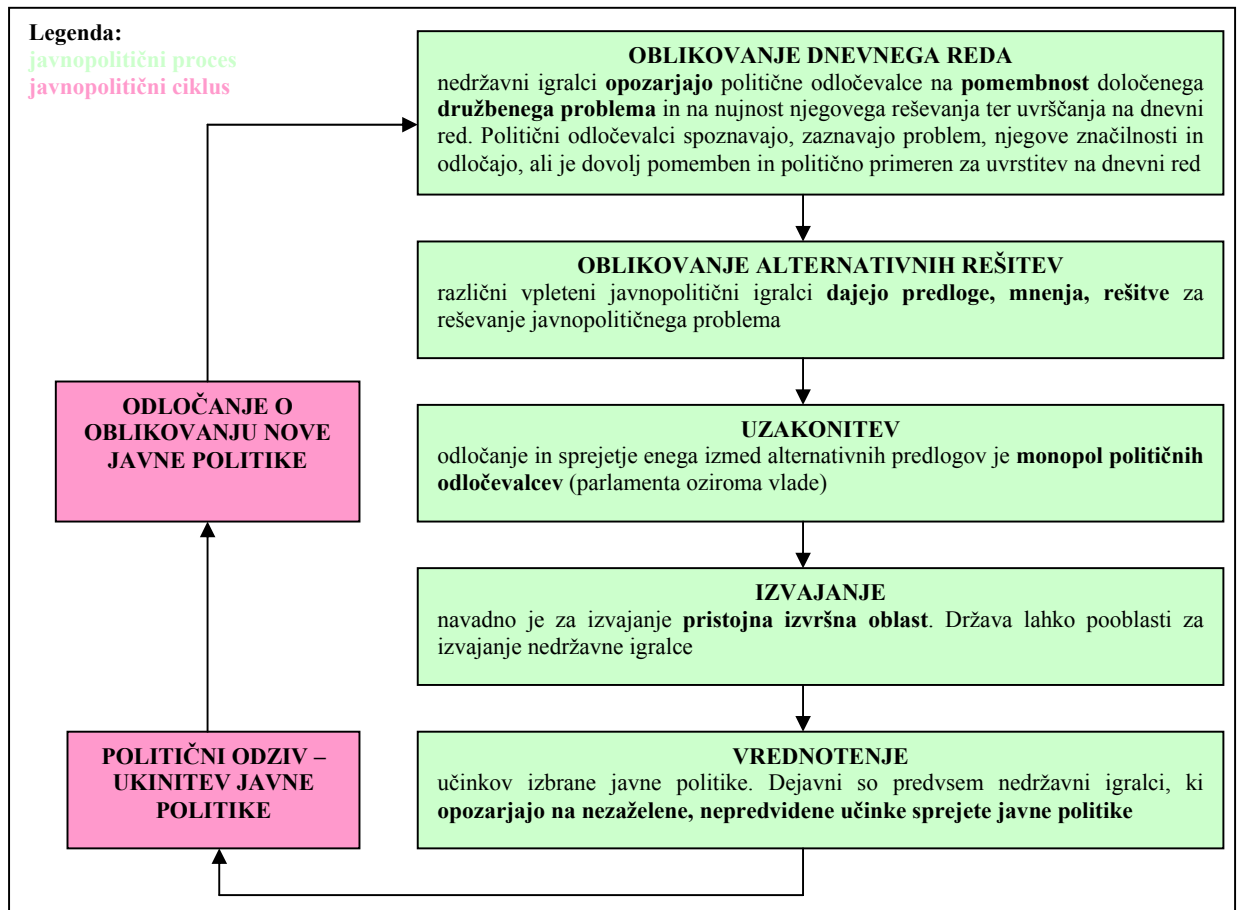 Legenda:
javnopolitični proces
javnopolitični ciklus
OBLIKOVANJE DNEVNEGA REDA
nedržavni igralci opozarjajo politične odločevalce na pomembnost določenega
družbenega problema in na nujnost njegovega reševanja ter uvrščanja na dnevni
red. Politični odločevalci spoznavajo, zaznavajo problem, njegove značilnosti in
odločajo, ali je dovolj pomemben in politično primeren za uvrstitev na dnevni red
OBLIKOVANJE ALTERNATIVNIH REŠITEV
različni vpleteni javnopolitični igralci dajejo predloge, mnenja, rešitve za
reševanje javnopolitičnega problema
UZAKONITEV
odločanje in sprejetje enega izmed alternativnih predlogov je monopol političnih
odločevalcev (parlamenta oziroma vlade)
IZVAJANJE
navadno je za izvajanje pristojna izvršna oblast. Država lahko pooblasti za
izvajanje nedržavne igralce
VREDNOTENJE
učinkov izbrane javne politike. Dejavni so predvsem nedržavni igralci, ki
opozarjajo na nezaželene, nepredvidene učinke sprejete javne politike
POLITIČNI ODZIV –
UKINITEV JAVNE
POLITIKE
ODLOČANJE O
OBLIKOVANJU NOVE
JAVNE POLITIKE